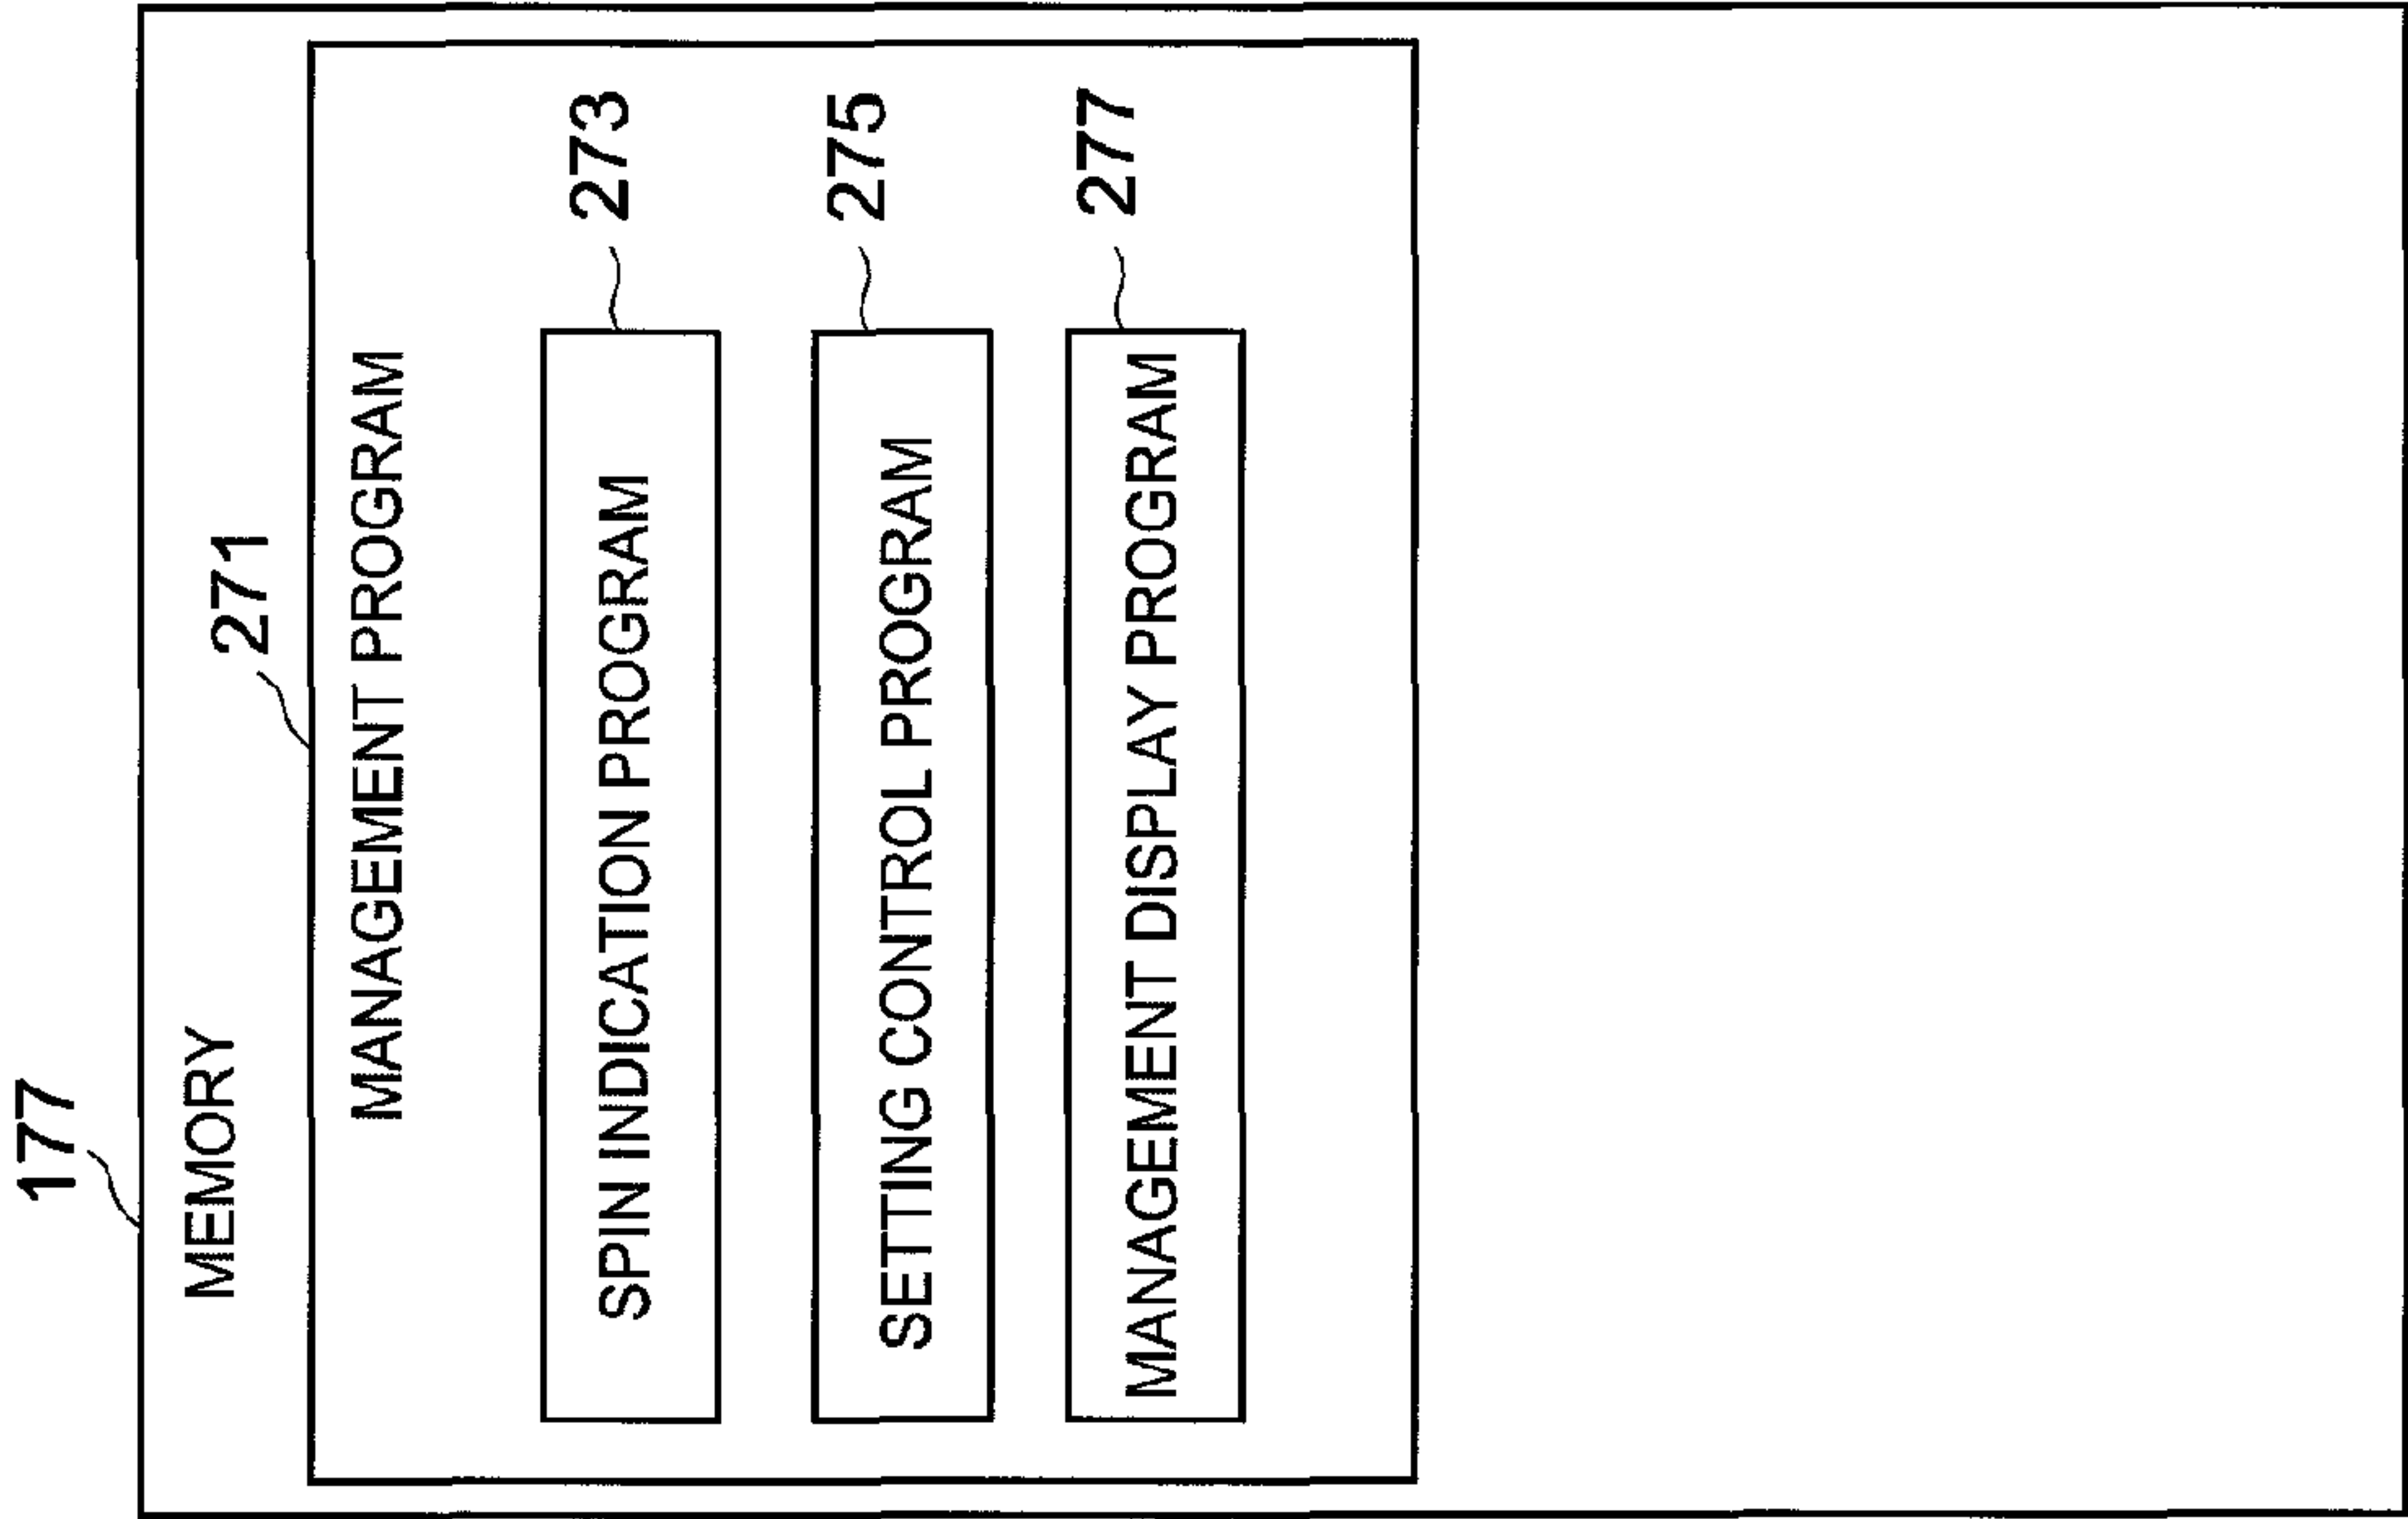 177
MEMORY
271
MANAGEMENT PROGRAM
273
SPIN INDICATION PROGRAM
275
SETTING CONTROL PROGRAM
277
MANAGEMENT DISPLAY PROGRAM